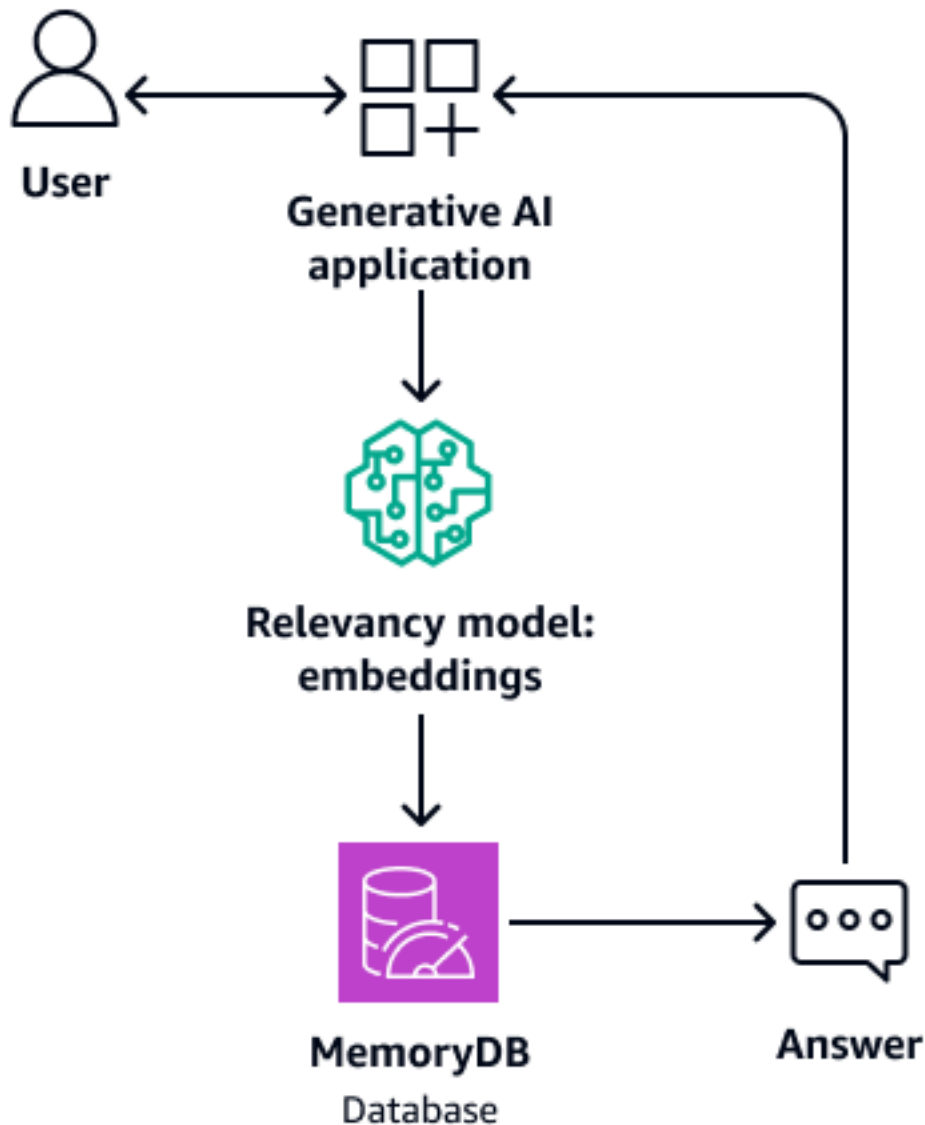 User
Generative AI
application
Relevancy model:
embeddings
MemoryDB
Database
Answer